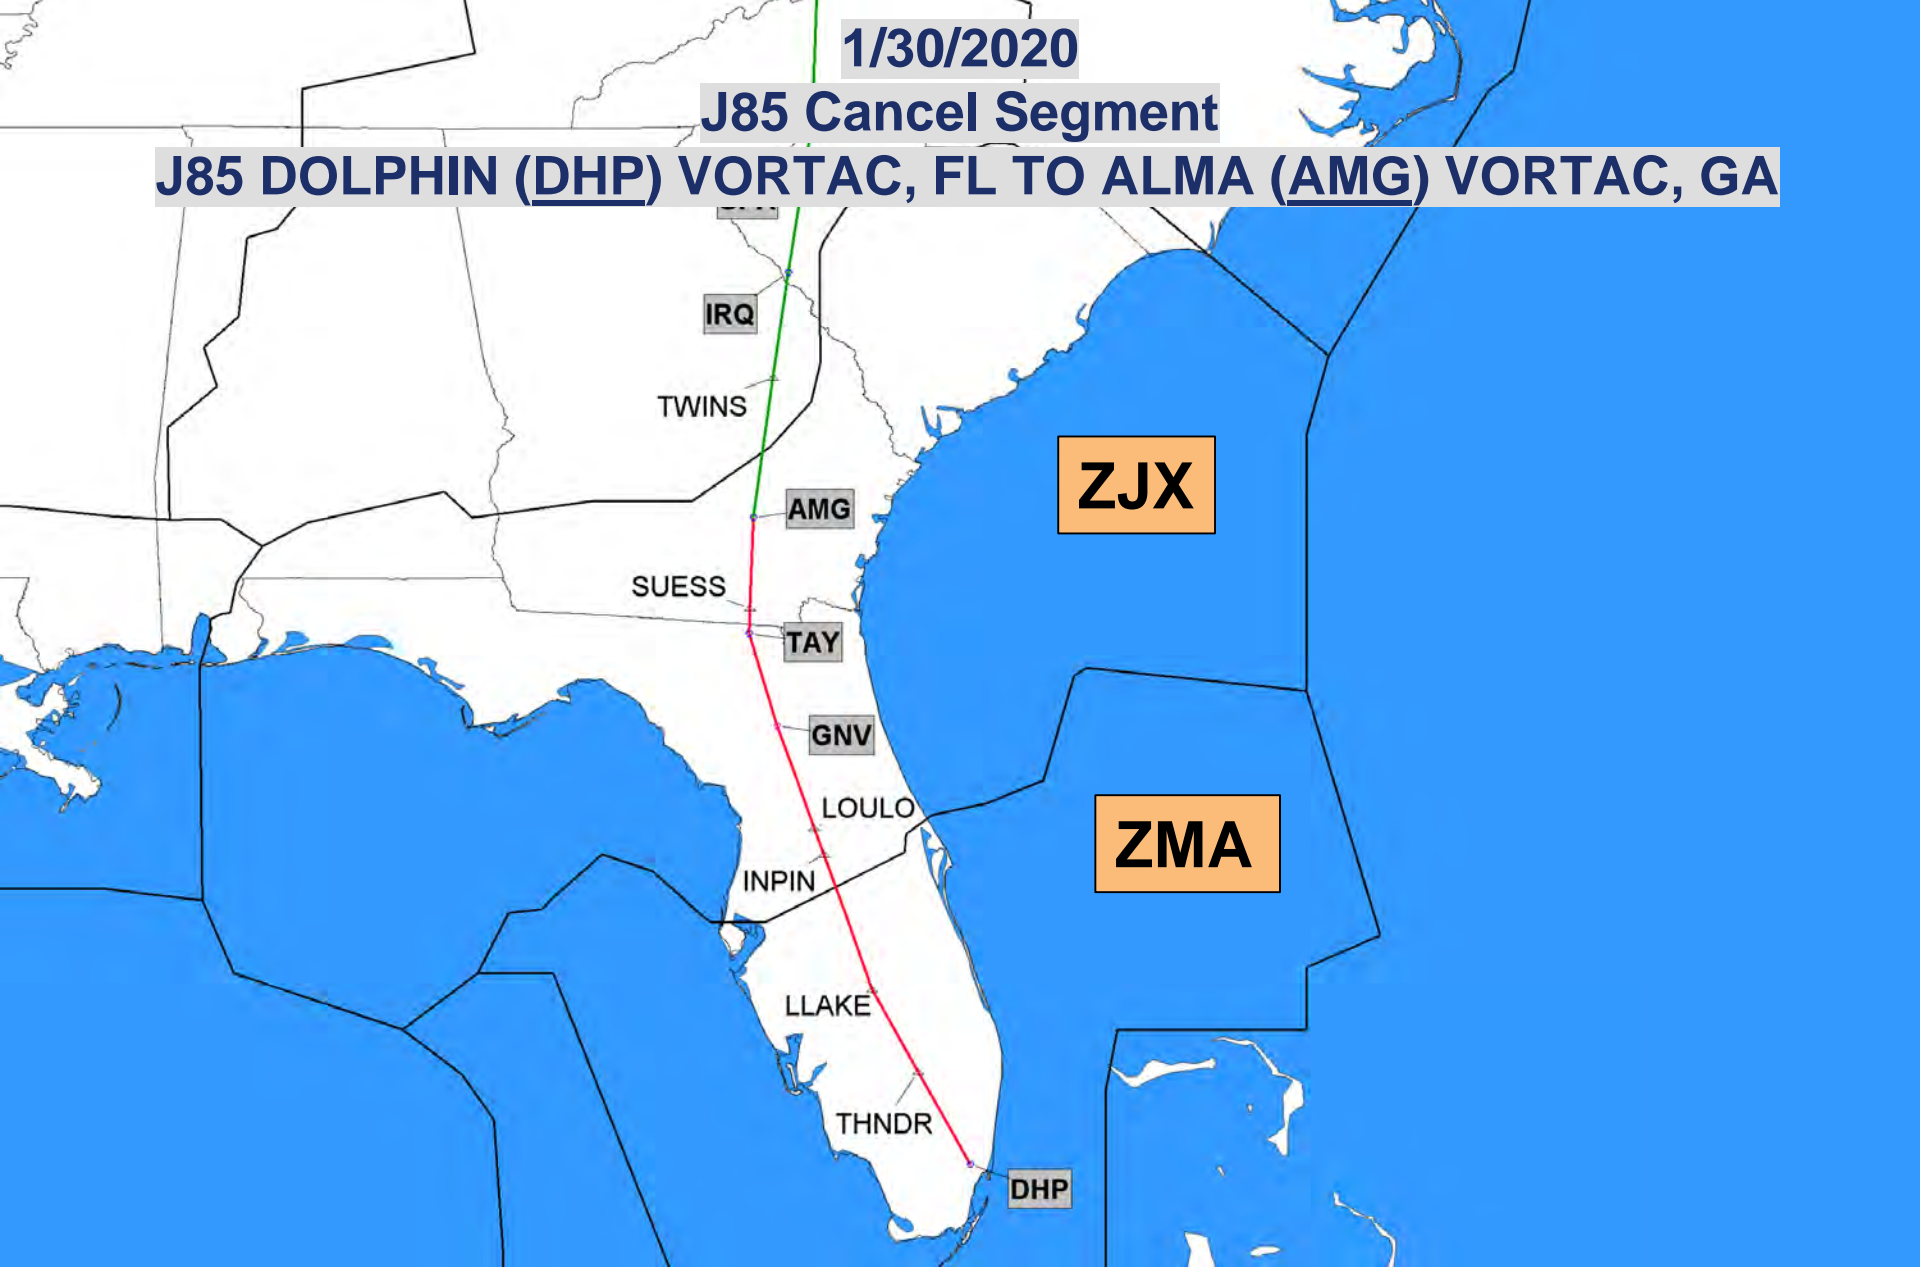 1/30/2020
J85 Cancel Segment
J85 DOLPHIN (DHP) VORTAC, FL TO ALMA (AMG) VORTAC, GA
IRQ
TWINS
ZJX
AMG
SUESS
TAY
GNV
LOULO
ZMA
INPIN
LLAKE
THNDR
DHP